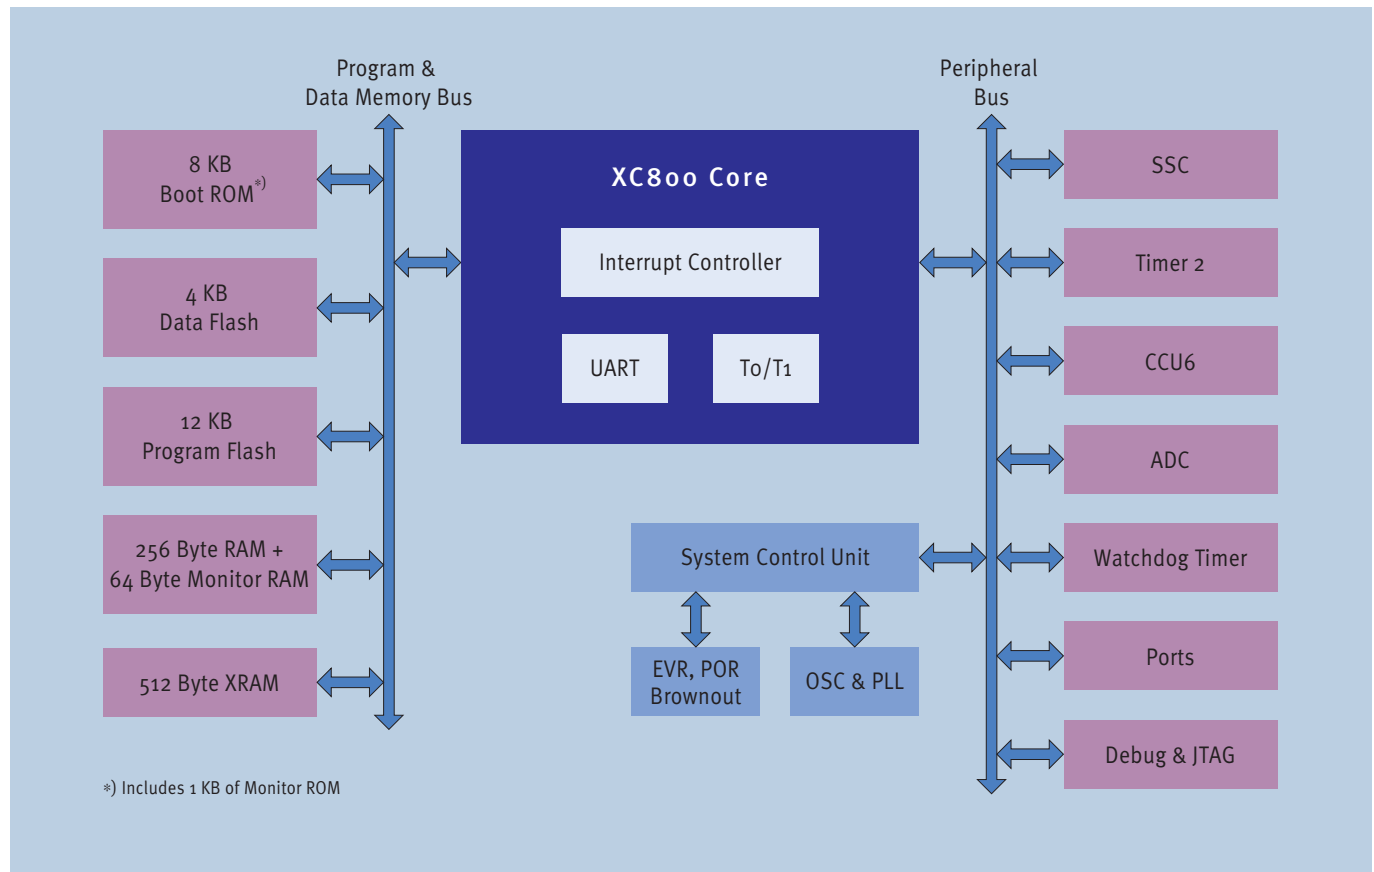 Program &
Data Memory Bus
Peripheral
Bus
8 KB
Boot ROM*)
4 KB
Data Flash
12 KB
Program Flash
256 Byte RAM +
64 Byte Monitor RAM
512 Byte XRAM
*) Includes 1 KB of Monitor ROM
XC800 Core
Interrupt Controller
UART
T0/T1
System Control Unit
EVR, POR
Brownout
OSC & PLL
SSC
Timer 2
CCU6
ADC
Watchdog Timer
Ports
Debug & JTAG